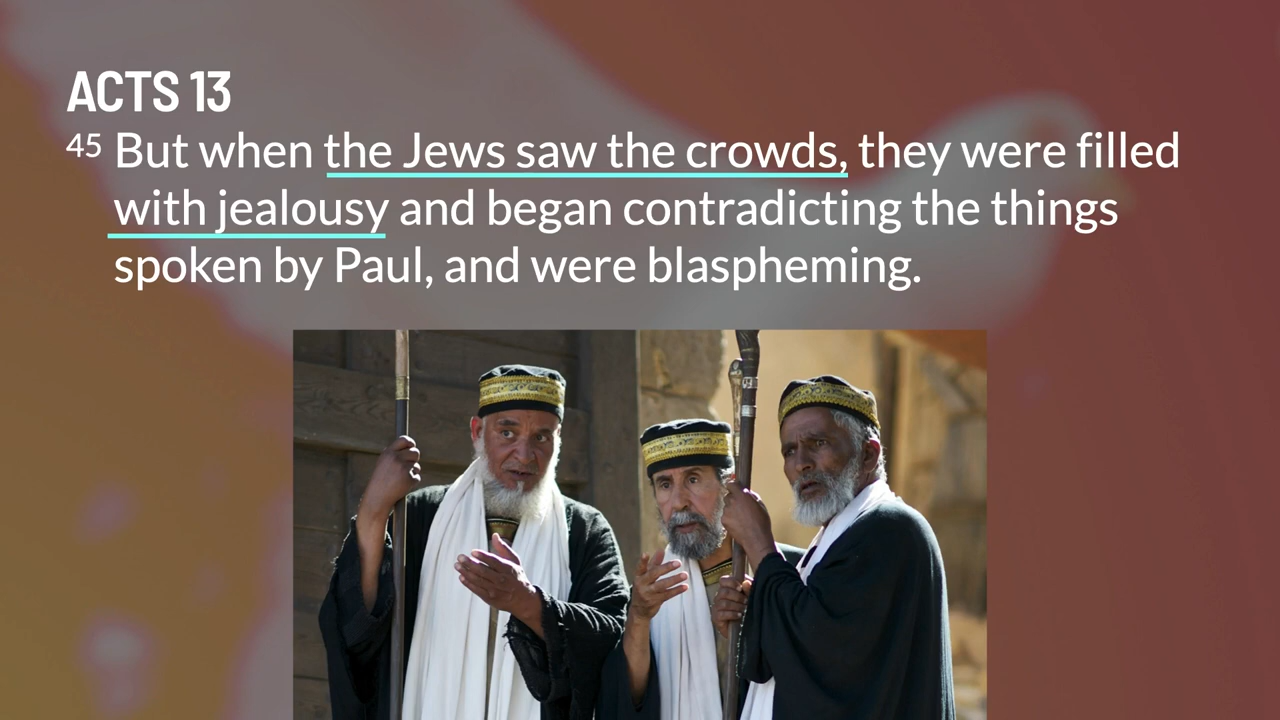 ACTS 13
45 But when the Jews saw the crowds, they were filled
with jealousy and began contradicting the things
spoken by Paul, and were blaspheming.